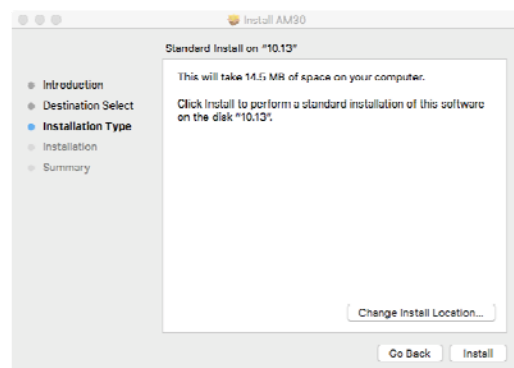 Install AM30
Standard Install on "10.13"
Introduction
Destination Select
Installation Type
Installation
Summary
This will take 14.5 MB of space on your computer.
Click Install to perform a standard installation of this software
on the disk "10.13".
Change Install Location...
Go Back
Install